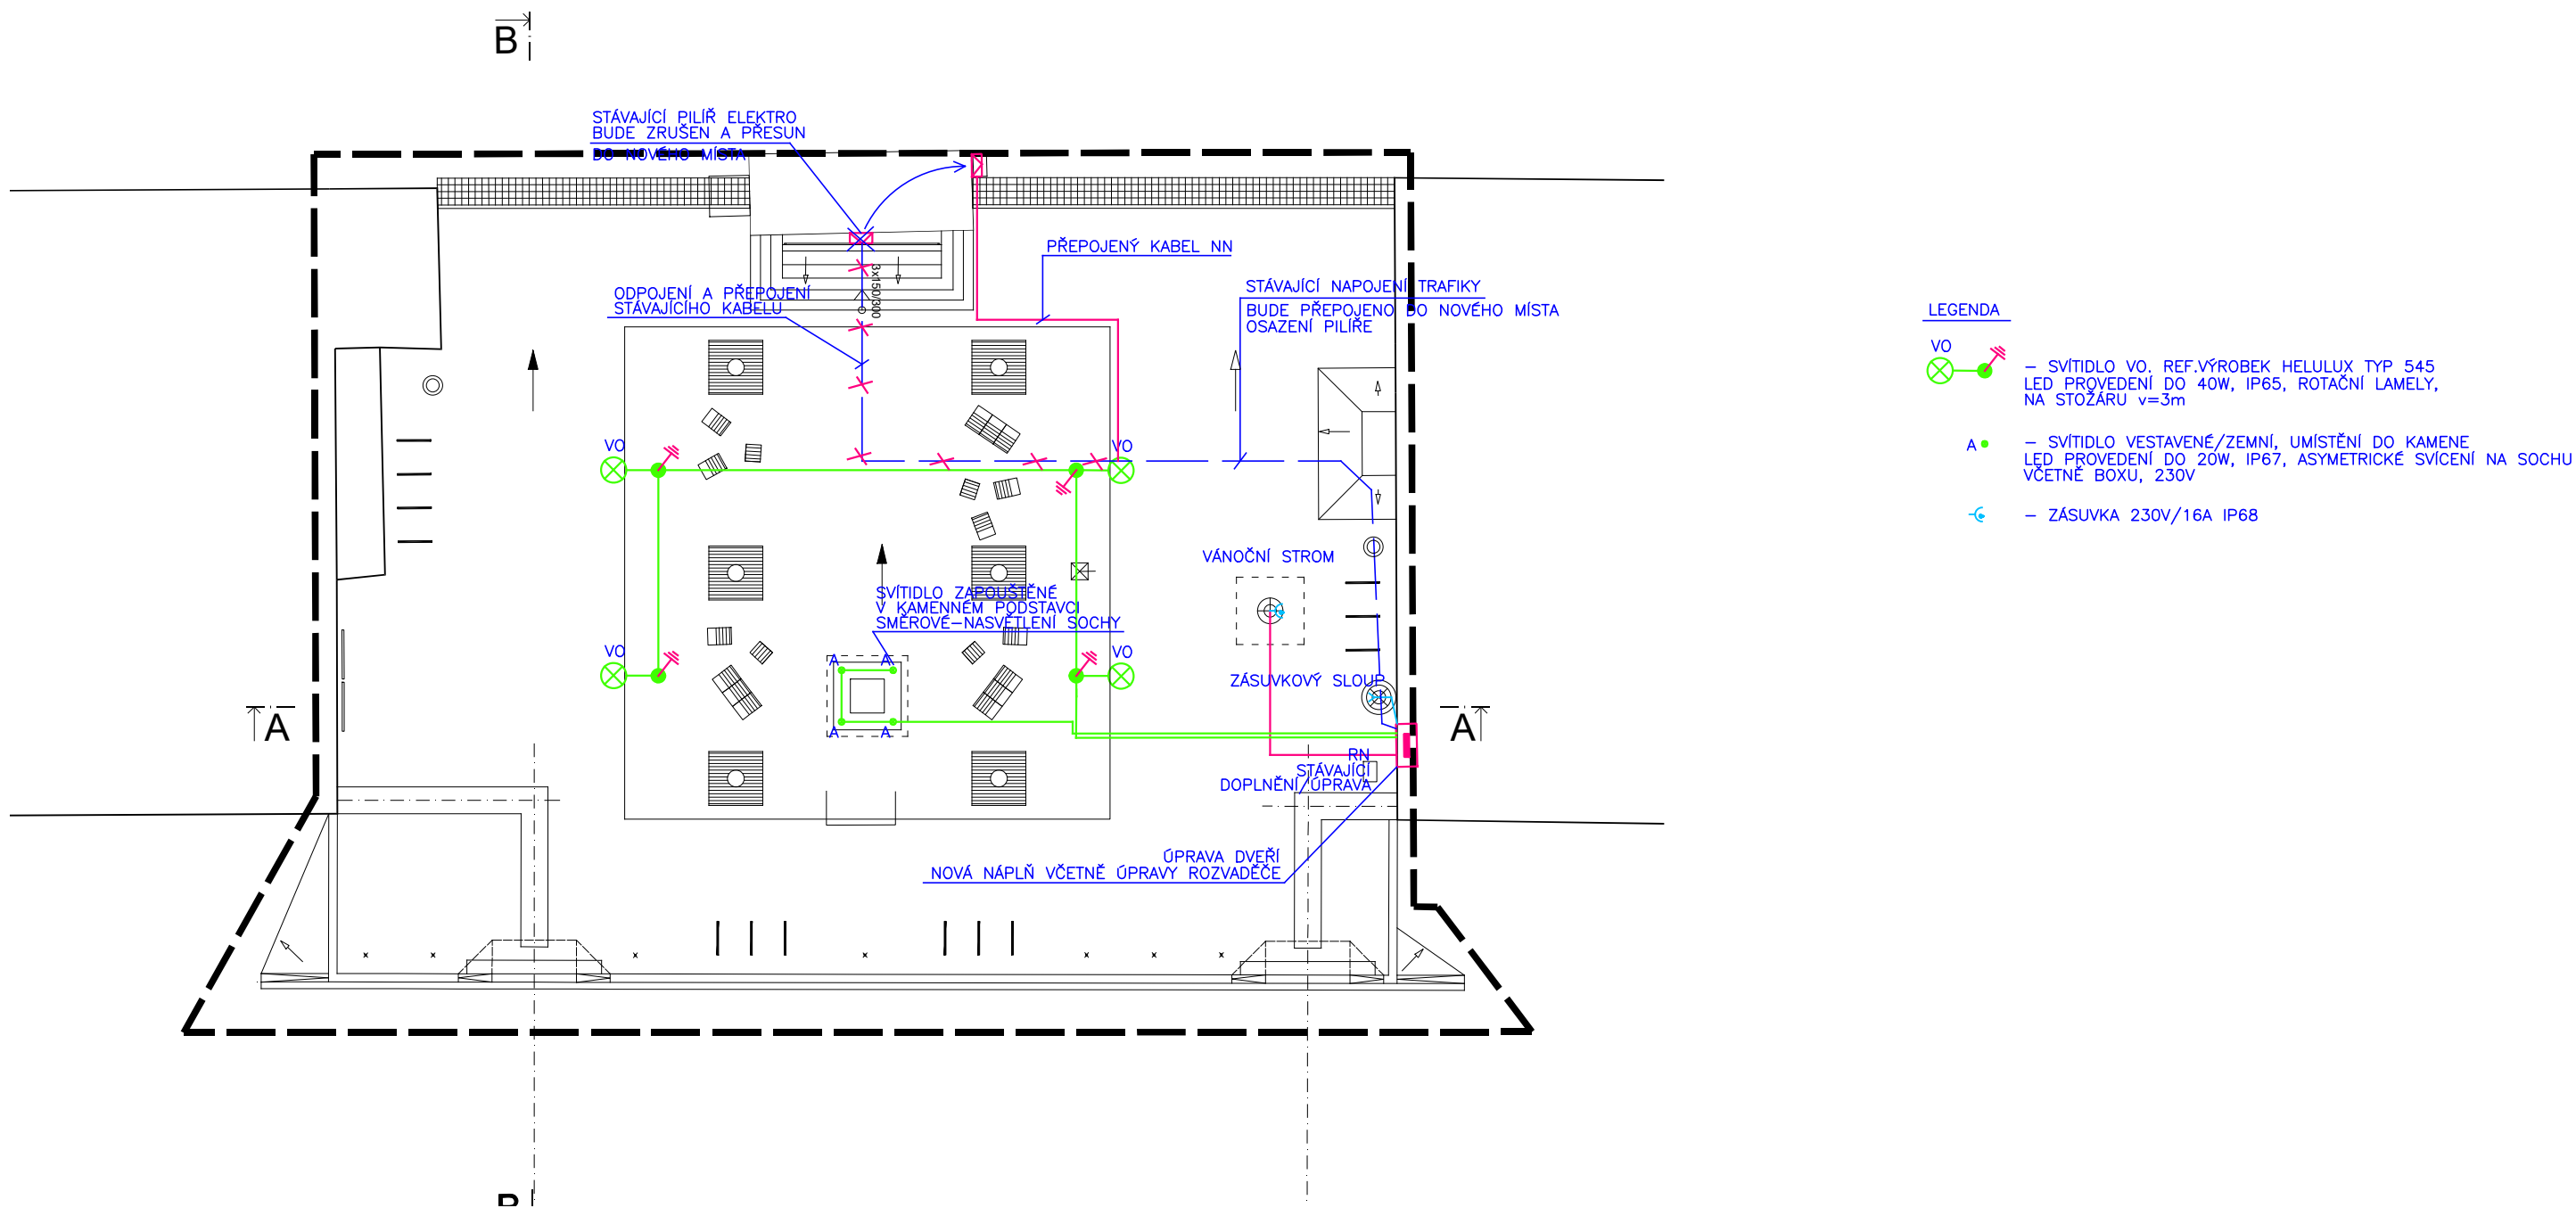 B
STÁVAJÍCÍ PILÍŘ ELEKTRO
BUDE ZRUŠEN A PŘESUN
DO NOVÉHO MÍSTA
PŘEPOJENÝ KABEL NN
3x150/300
ODPOJENÍ A PŘEPOJENÍ
STÁVAJÍCÍHO KABELU
STÁVAJÍCÍ NAPOJENÍ TRAFIKY
BUDE PŘEPOJENO DO NOVÉHO MÍSTA
OSAZENÍ PILÍŘE
VO
VO
VÁNOČNÍ STROM
SVÍTIDLO ZAPOUŠTĚNÉ
V KAMENNÉM PODSTAVCI
SMĚROVÉ-NASVĚTLENÍ SOCHY
VO
A
A
VO
ZÁSUVKOVÝ SLOUP
A
A
A
A
RN
STÁVAJÍCÍ
DOPLNĚNÍ/ÚPRAVA
ÚPRAVA DVEŘÍ
NOVÁ NÁPLŇ VČETNĚ ÚPRAVY ROZVADĚČE
B
LEGENDA
VO
– SVÍTIDLO VO. REF.VÝROBEK HELULUX TYP 545
LED PROVEDENÍ DO 40W, IP65, ROTAČNÍ LAMELY,
NA STOŽÁRU v=3m
A
– SVÍTIDLO VESTAVENÉ/ZEMNÍ, UMÍSTĚNÍ DO KAMENE
LED PROVEDENÍ DO 20W, IP67, ASYMETRICKÉ SVÍCENÍ NA SOCHU
VČETNĚ BOXU, 230V
– ZÁSUVKA 230V/16A IP68